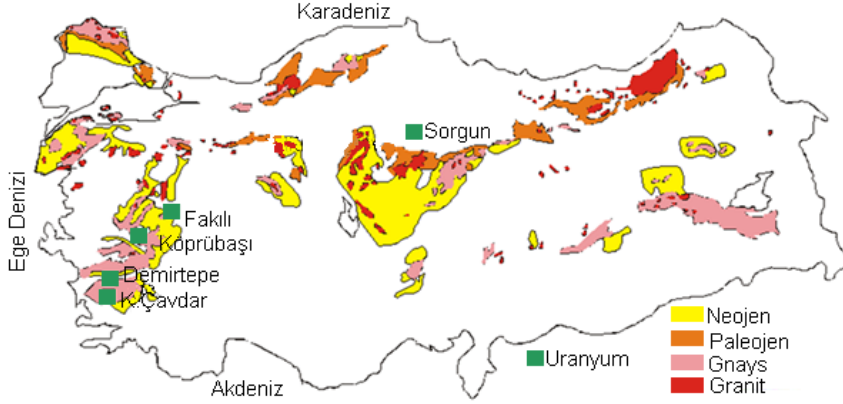 Karadeniz
Ege Denizi
Sorgun
Fakılı
Köprübaşı
Demirtepe
K.Çavdar
Akdeniz
Uranyum
Neojen
Paleojen
Gnays
Granit